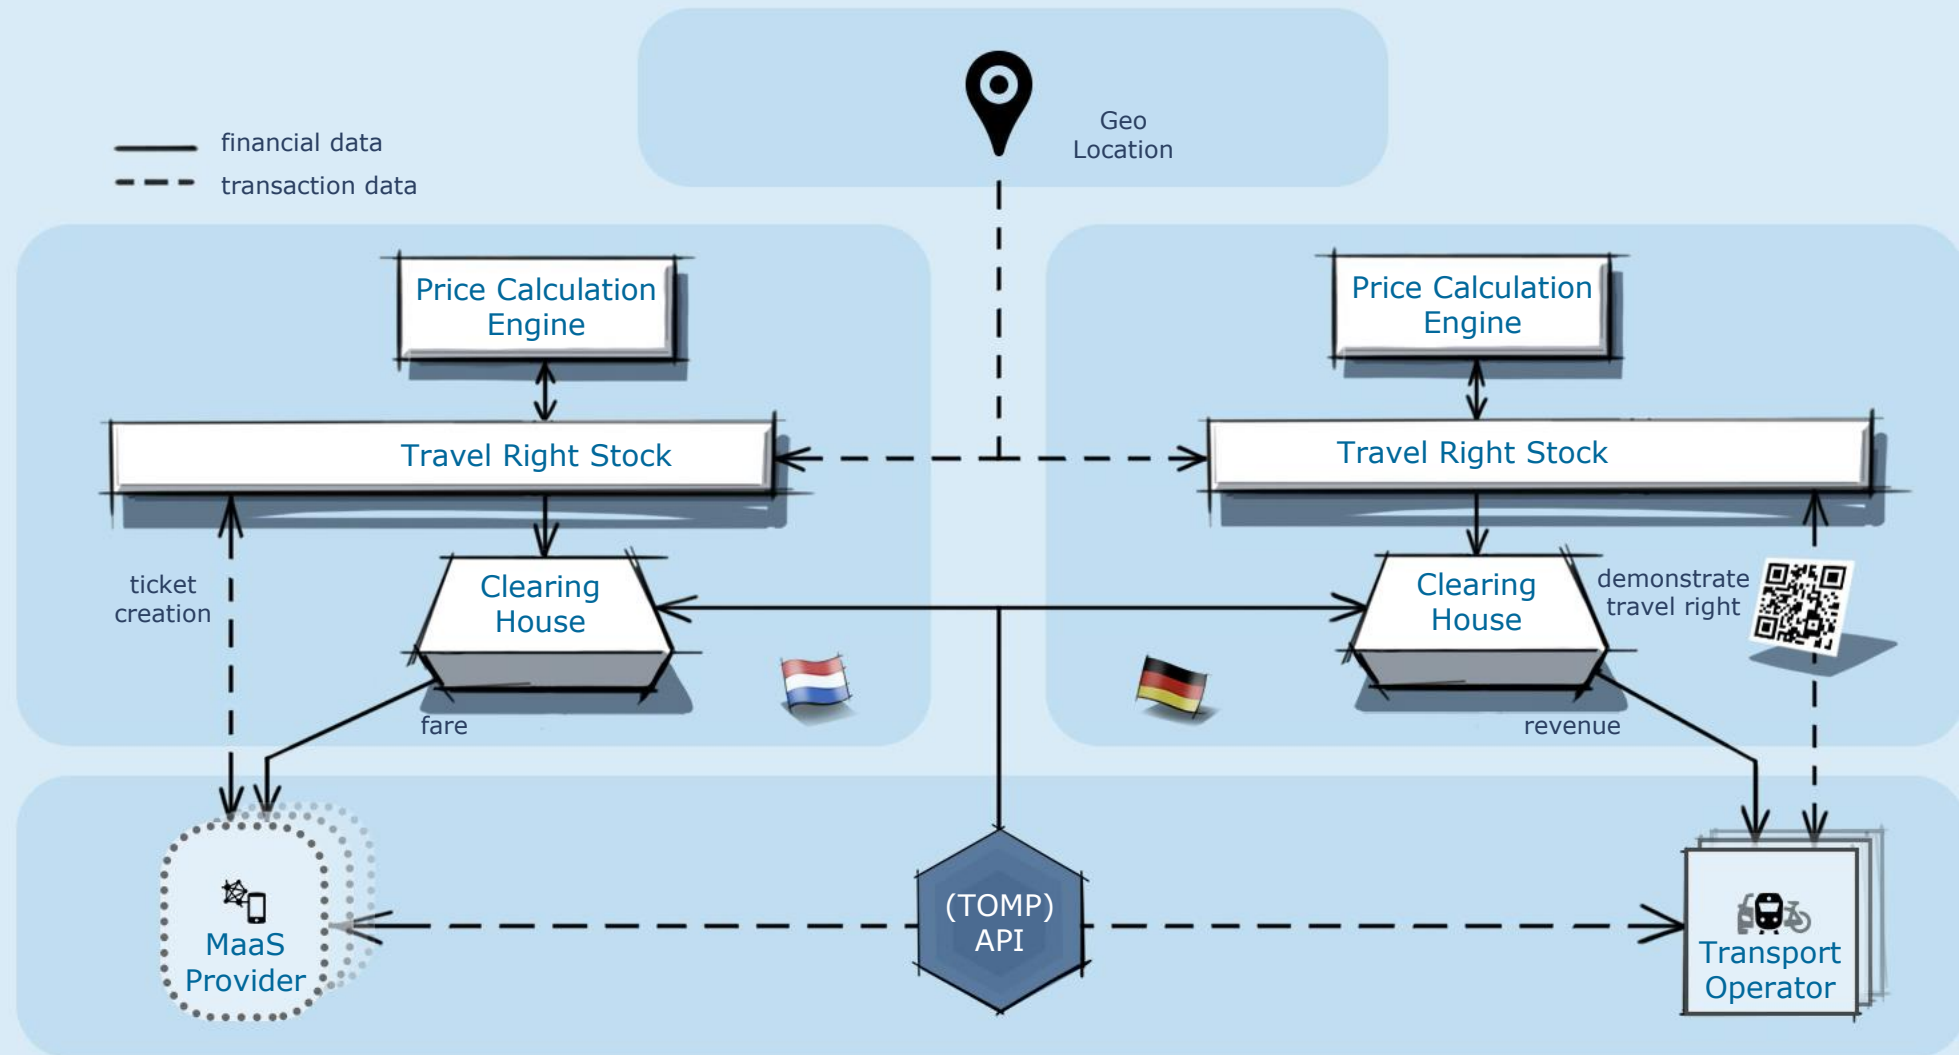 Geo
Location
financial data
transaction data
Price Calculation
Engine
Price Calculation
Engine
Travel Right Stock
Travel Right Stock
ticket
creation
Clearing
House
Clearing
House
demonstrate
travel right
fare
revenue
(TOMP)
API
MaaS
Provider
Transport
Operator